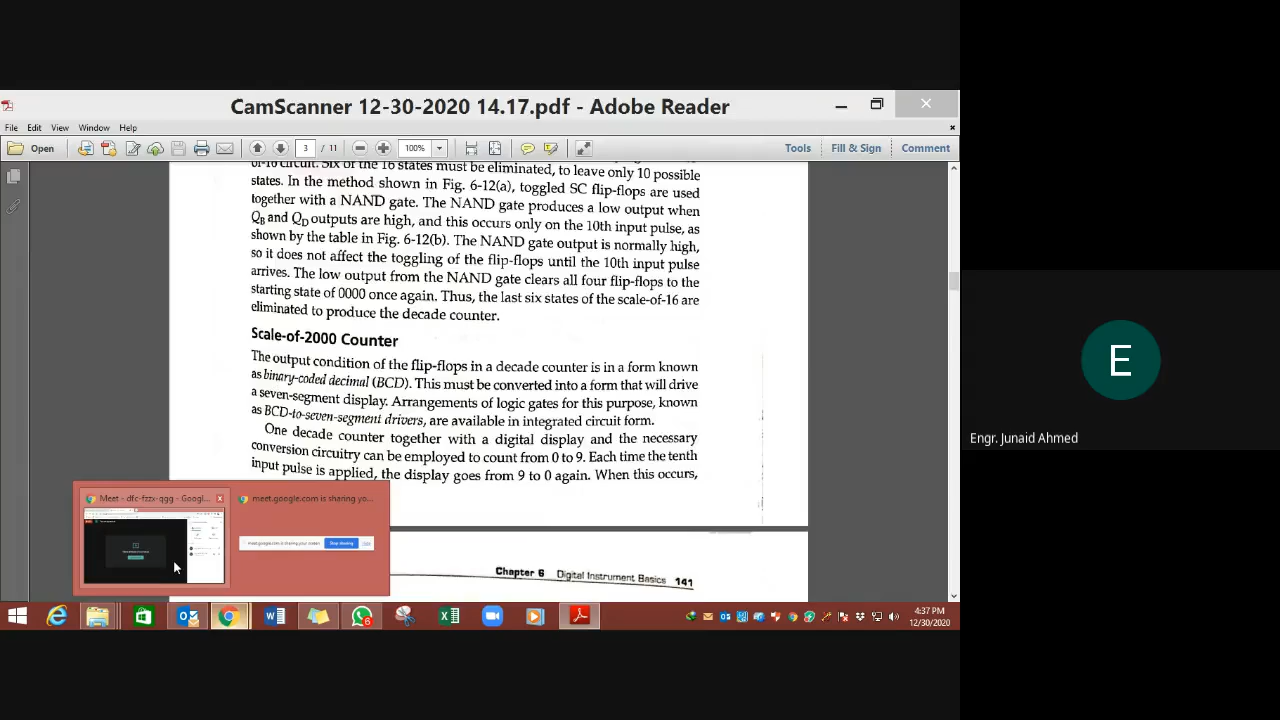 CamScanner 12-30-2020 14.17.pdf - Adobe Reader
File Edit View Window Help
Open 3 / 11 100% Tools Fill & Sign Comment
of-16 circuit. Six of the 16 states must be eliminated, to leave only 10 possible
states. In the method shown in Fig. 6-12(a), toggled SC flip-flops are used
together with a NAND gate. The NAND gate produces a low output when
QB and QD outputs are high, and this occurs only on the 10th input pulse, as
shown by the table in Fig. 6-12(b). The NAND gate output is normally high,
so it does not affect the toggling of the flip-flops until the 10th input pulse
arrives. The low output from the NAND gate clears all four flip-flops to the
starting state of 0000 once again. Thus, the last six states of the scale-of-16 are
eliminated to produce the decade counter.
Scale-of-2000 Counter
The output condition of the flip-flops in a decade counter is in a form known
as binary-coded decimal (BCD). This must be converted into a form that will drive
a seven-segment display. Arrangements of logic gates for this purpose, known
as BCD-to-seven-segment drivers, are available in integrated circuit form.
One decade counter together with a digital display and the necessary
conversion circuitry can be employed to count from 0 to 9. Each time the tenth
input pulse is applied, the display goes from 9 to 0 again. When this occurs,
Meet - dfc-fzzx-qgg - Googl...
meet.google.com is sharing yo...
Stop sharing
Chapter 6 Digital Instrument Basics 141
4:37 PM
12/30/2020
E
Engr. Junaid Ahmed